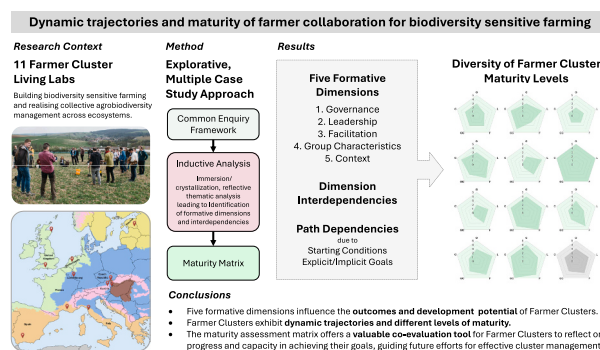 Dynamic trajectories and maturity of farmer collaboration for biodiversity sensitive farming
Research Context
11 Farmer Cluster
Living Labs
Building biodiversity sensitive farming
and realising collective agrobiodiversity
management across ecosystems.
Method
Explorative,
Multiple Case
Study Approach
Common Enquiry
Framework
Inductive Analysis
Immersion/
crystallization, reflective
thematic analysis
leading to Identification
of formative dimensions
and interdependencies
Maturity Matrix
Results
Five Formative
Dimensions
1. Governance
2. Leadership
3. Facilitation
4. Group Characteristics
5. Context
Dimension
Interdependencies
Path Dependencies
due to
Starting Conditions
Explicit/Implicit Goals
Diversity of Farmer Cluster
Maturity Levels
Conclusions
• Five formative dimensions influence the outcomes and development potential of Farmer Clusters.
• Farmer Clusters exhibit dynamic trajectories and different levels of maturity.
• The maturity assessment matrix offers a valuable co-evaluation tool for Farmer Clusters to reflect on
progress and capacity in achieving their goals, guiding future efforts for effective cluster management